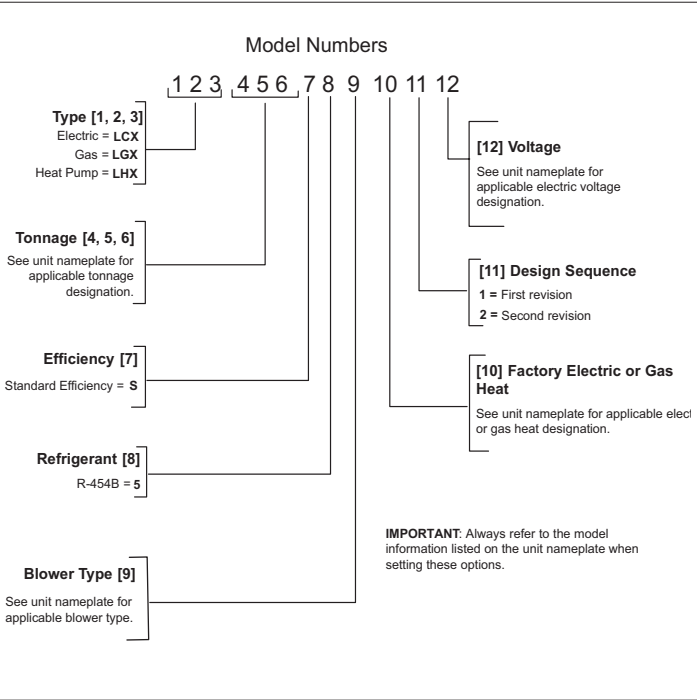 Model Numbers
1 2 3 4 5 6 7 8 9 10 11 12
Type [1, 2, 3]
Electric = LCX
Gas = LGX
Heat Pump = LHX
Tonnage [4, 5, 6]
See unit nameplate for
applicable tonnage
designation.
Efficiency [7]
Standard Efficiency = S
Refrigerant [8]
R-454B = 5
Blower Type [9]
See unit nameplate for
applicable blower type.
[12] Voltage
See unit nameplate for
applicable electric voltage
designation.
[11] Design Sequence
1 = First revision
2 = Second revision
[10] Factory Electric or Gas
Heat
See unit nameplate for applicable elect
or gas heat designation.
IMPORTANT: Always refer to the model
information listed on the unit nameplate when
setting these options.